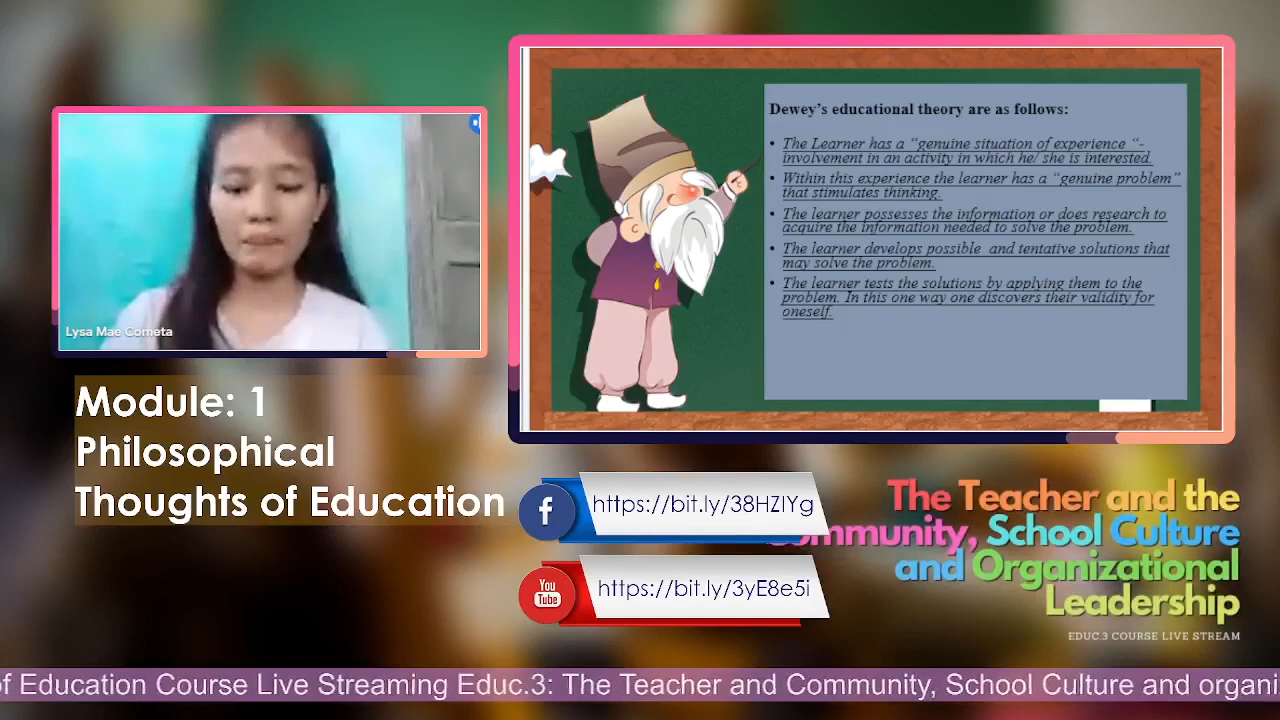 Lysa Mae Cometa
Module: 1
Philosophical
Thoughts of Education
Dewey's educational theory are as follows:
• The Learner has a “genuine situation of experience “-
involvement in an activity in which he/ she is interested.
• Within this experience the learner has a “genuine problem”
that stimulates thinking.
• The learner possesses the information or does research to
acquire the information needed to solve the problem.
• The learner develops possible and tentative solutions that
may solve the problem.
• The learner tests the solutions by applying them to the
problem. In this one way one discovers their validity for
oneself.
f
https://bit.ly/38HZIYg
You
Tube
https://bit.ly/3yE8e5i
The Teacher and the
Community, School Culture
and Organizational
Leadership
EDUC.3 COURSE LIVE STREAM
of Education Course Live Streaming Educ.3: The Teacher and Community, School Culture and organi